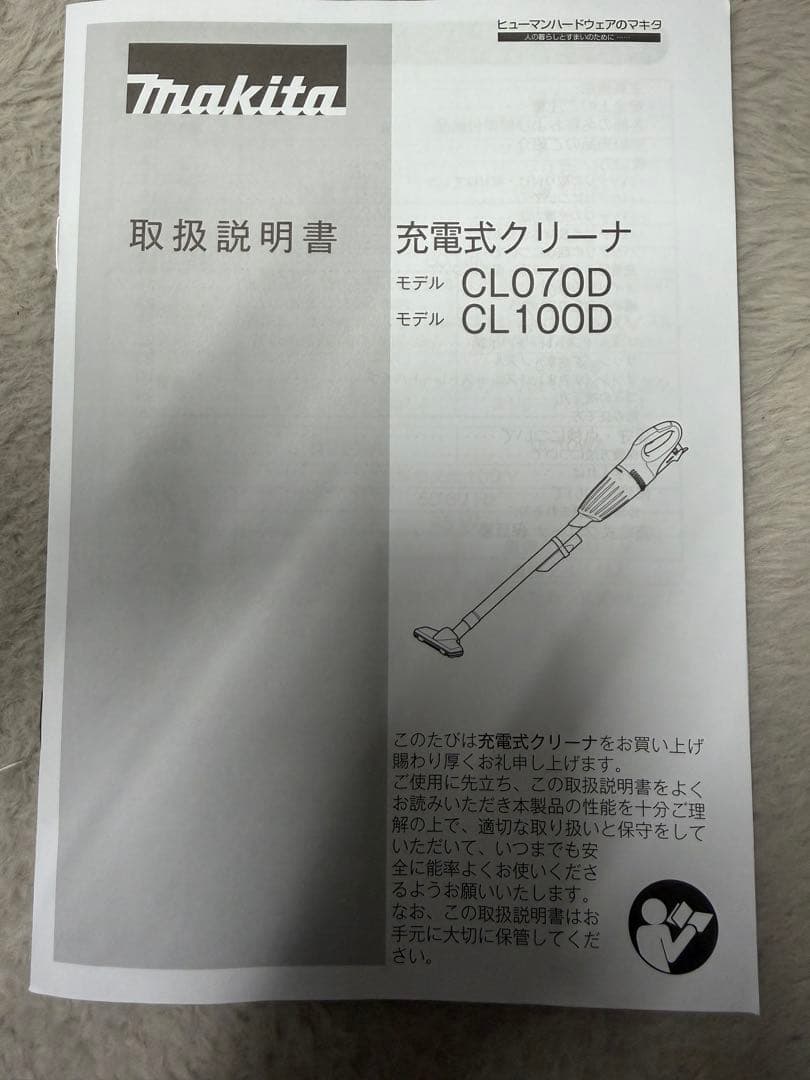 ヒューマンハードウェアのマキタ
人の暮らしとすまいのために……
makita
取扱説明書
充電式クリーナ
モデル CL070D
モデル CL100D
このたびは充電式クリーナをお買い上げ
賜わり厚くお礼申し上げます。
ご使用に先立ち、この取扱説明書をよく
お読みいただき本製品の性能を十分ご理
解の上で、適切な取り扱いと保守をして
いただいて、いつまでも安
全に能率よくお使いくださ
るようお願いいたします。
なお、この取扱説明書はお
手元に大切に保管してくだ
さい。